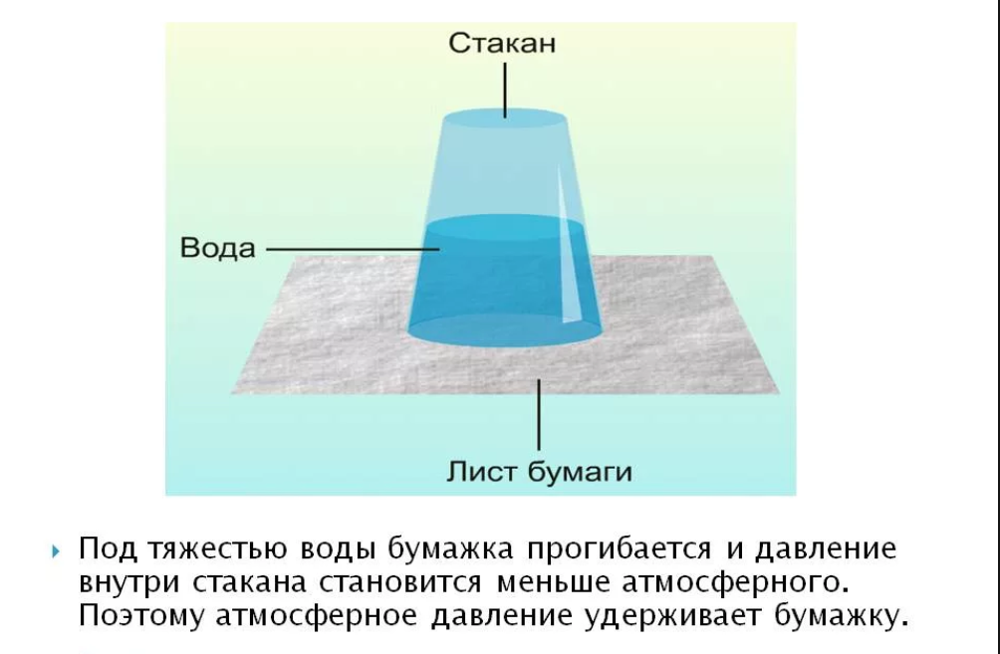 Стакан
Вода
Лист бумаги
Под тяжестью воды бумажка прогибается и давление
внутри стакана становится меньше атмосферного.
Поэтому атмосферное давление удерживает бумажку.